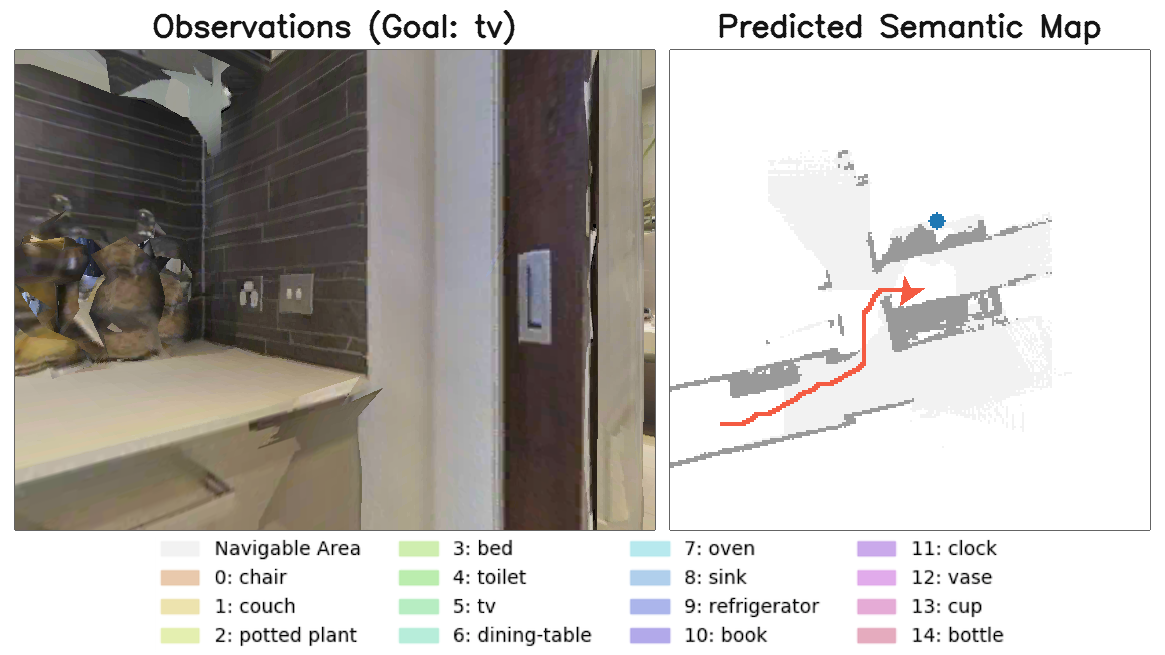 Observations (Goal: tv)
Predicted Semantic Map
Navigable Area
0: chair
1: couch
2: potted plant
3: bed
4: toilet
5: tv
6: dining-table
7: oven
8: sink
9: refrigerator
10: book
11: clock
12: vase
13: cup
14: bottle